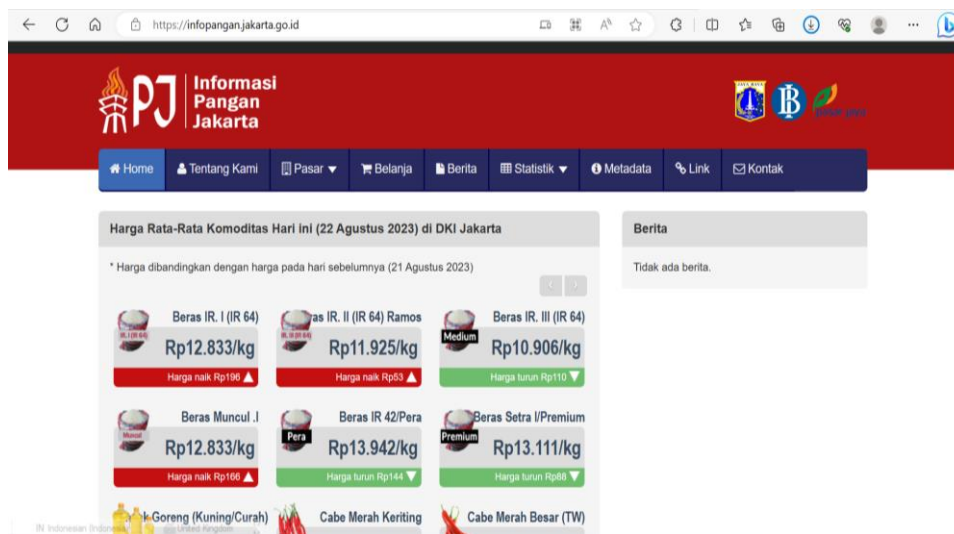 https://infopangan.jakarta.go.id
PJ
Informasi
Pangan
Jakarta
Home Tentang Kami Pasar Belanja Berita Statistik Metadata Link Kontak
Harga Rata-Rata Komoditas Hari ini (22 Agustus 2023) di DKI Jakarta
* Harga dibandingkan dengan harga pada hari sebelumnya (21 Agustus 2023)
Berita
Tidak ada berita.
Beras IR. I (IR 64)
Rp12.833/kg
Harga naik Rp196
IR. II (IR 64) Ramos
Rp11.925/kg
Harga naik Rp53
Beras IR. III (IR 64)
Medium
Rp10.906/kg
Harga turun Rp110
Beras Muncul .I
Muncul
Rp12.833/kg
Harga naik Rp166
Beras IR 42/Pera
Pera
Rp13.942/kg
Harga turun Rp144
Beras Setra I/Premium
Premium
Rp13.111/kg
Harga turun Rp88
Goreng (Kuning/Curah)
Cabe Merah Keriting
Cabe Merah Besar (TW)
IN Indonesian
United Kingdom